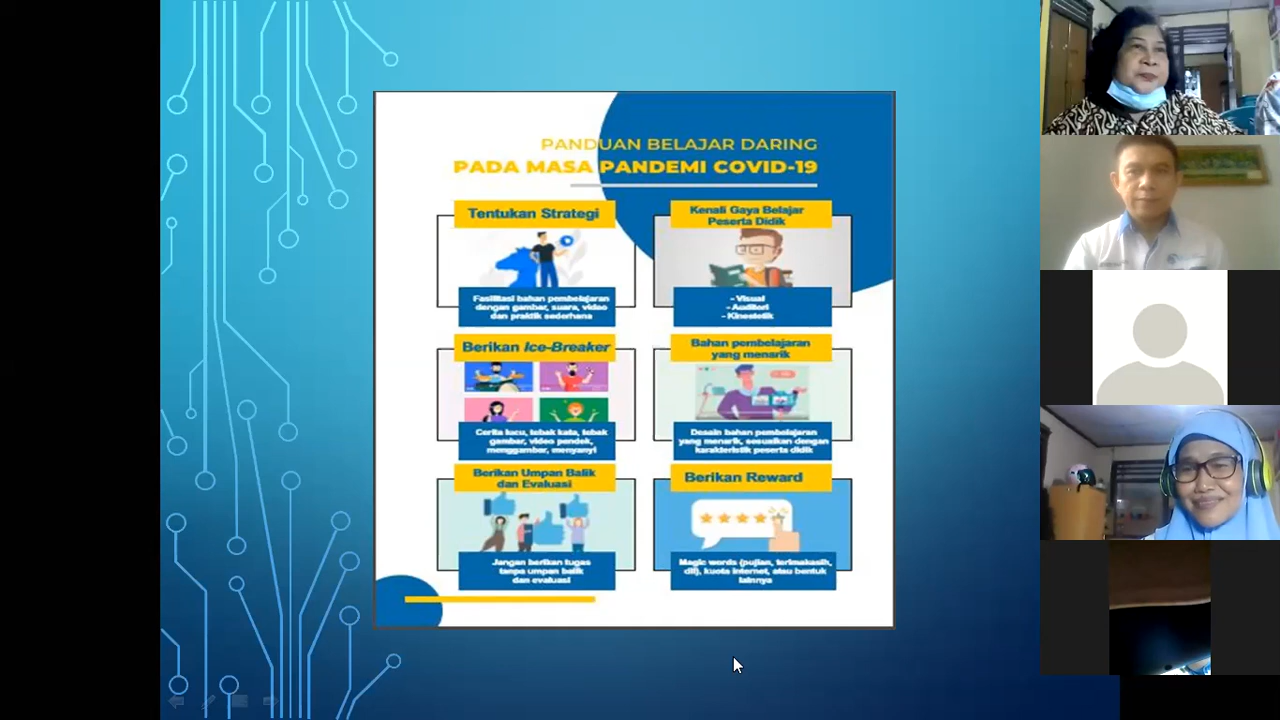 PANDUAN BELAJAR DARING
PADA MASA PANDEMI COVID-19
Tentukan Strategi
Fasilitasi bahan pembelajaran
dengan gambar, suara, video
dan praktik sederhana
Kenali Gaya Belajar
Peserta Didik
- Visual
- Auditori
- Kinestetik
Berikan Ice-Breaker
Cerita lucu, tebak kata, tebak
gambar, video pendek,
menggambar, menyanyi
Bahan pembelajaran
yang menarik
Desain bahan pembelajaran
yang menarik, sesuaikan dengan
karakteristik peserta didik
Berikan Umpan Balik
dan Evaluasi
Jangan berikan tugas
tanpa umpan balik
dan evaluasi
Berikan Reward
Magic words (pujian, terimakasih,
dll), kuota internet, atau bentuk
lainnya